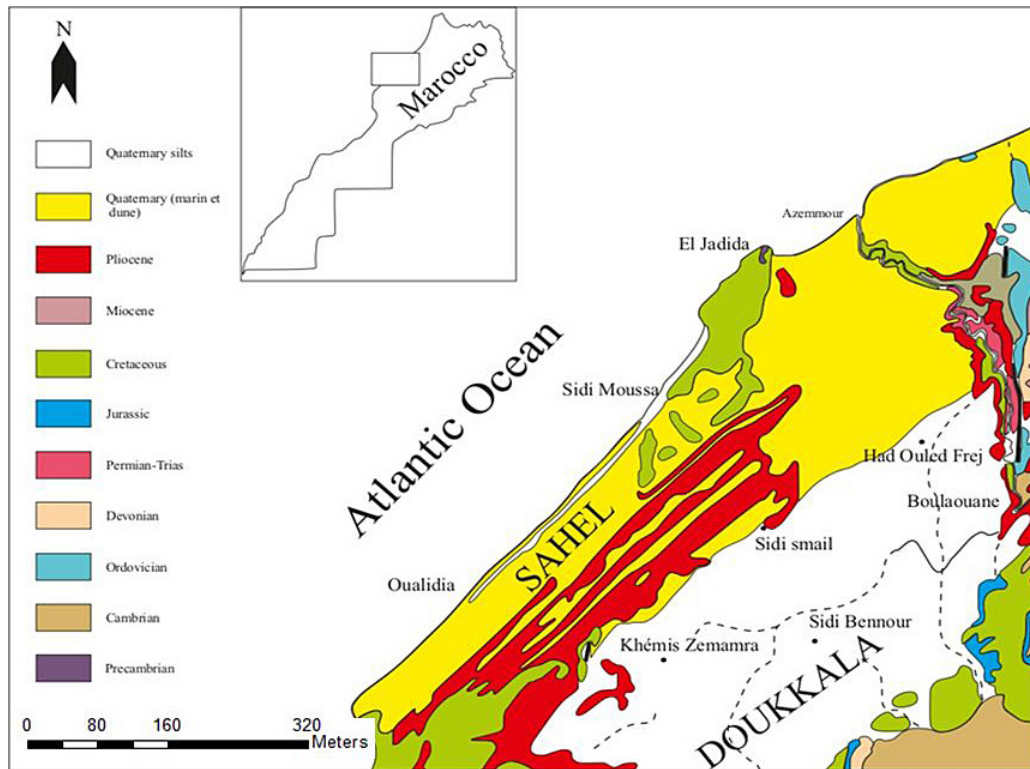 N
Marocco
Quaternary silts
Quaternary (marin et
dune)
Pliocene
Miocene
Cretaceous
Jurassic
Permian-Trias
Devonian
Ordovician
Cambrian
Precambrian
0 80 160 320
Meters
Azemmour
El Jadida
Atlantic Ocean
Sidi Moussa
Had Ouled Frej
Boulaouane
SAHEL
Sidi smail
Oualidia
Sidi Bennour
Khémis Zemamra
DOUKKALA